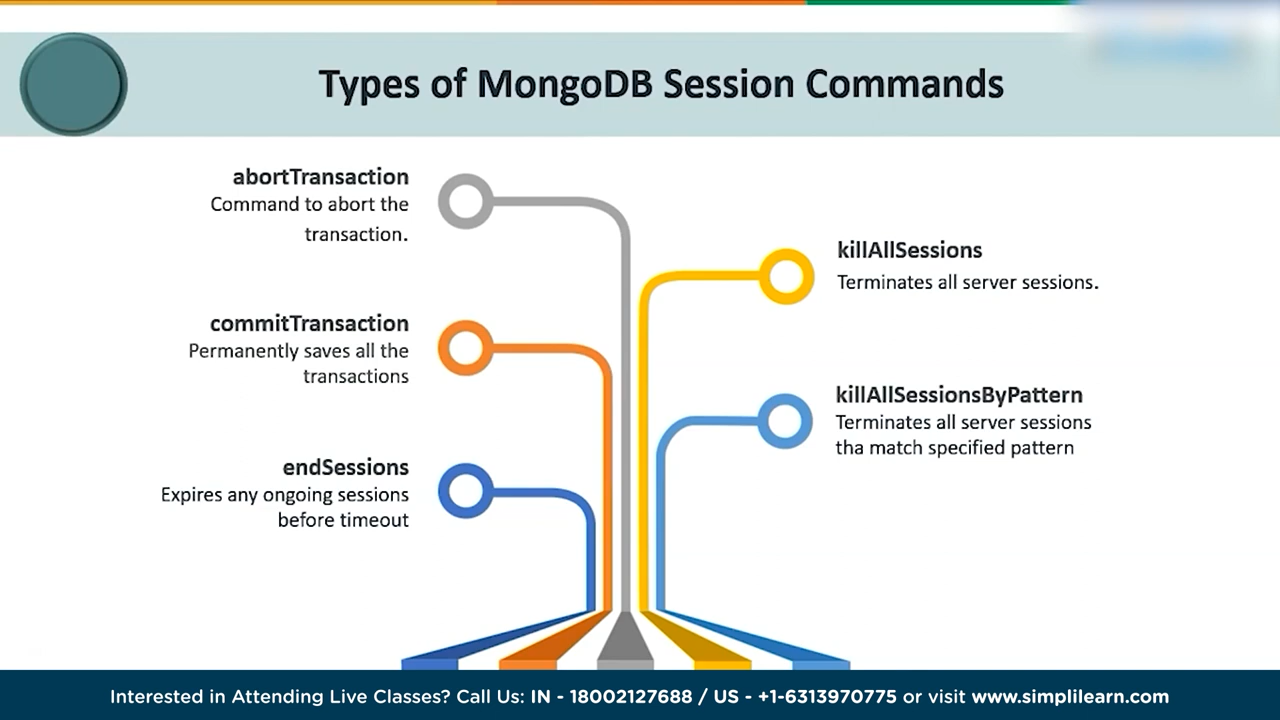 Types of MongoDB Session Commands
abortTransaction
Command to abort the
transaction.
commitTransaction
Permanently saves all the
transactions
endSessions
Expires any ongoing sessions
before timeout
killAllSessions
Terminates all server sessions.
killAllSessionsByPattern
Terminates all server sessions
tha match specified pattern
Interested in Attending Live Classes? Call Us: IN - 18002127688 / US - +1-6313970775 or visit www.simplilearn.com